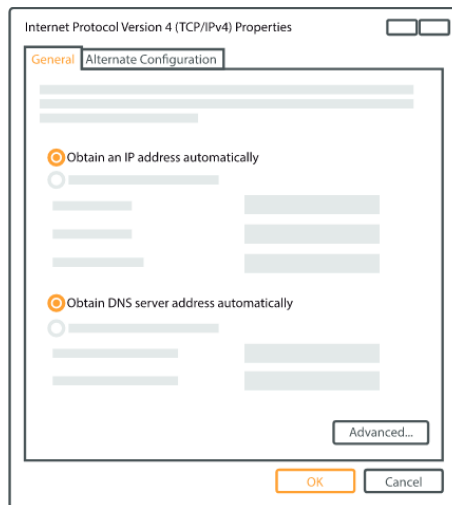 Internet Protocol Version 4 (TCP/IPv4) Properties
General Alternate Configuration
Obtain an IP address automatically
Obtain DNS server address automatically
Advanced...
OK Cancel